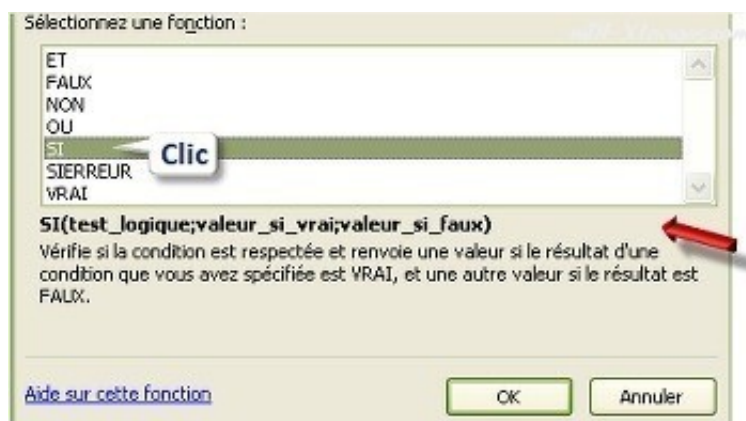 Sélectionnez une fonction :
ET
FAUX
NON
OU
SI
Clic
SIERREUR
VRAI
SI(test_logique;valeur_si_vrai;valeur_si_faux)
Vérifie si la condition est respectée et renvoie une valeur si le résultat d'une
condition que vous avez spécifiée est VRAI, et une autre valeur si le résultat est
FAUX.
Aide sur cette fonction
OK
Annuler